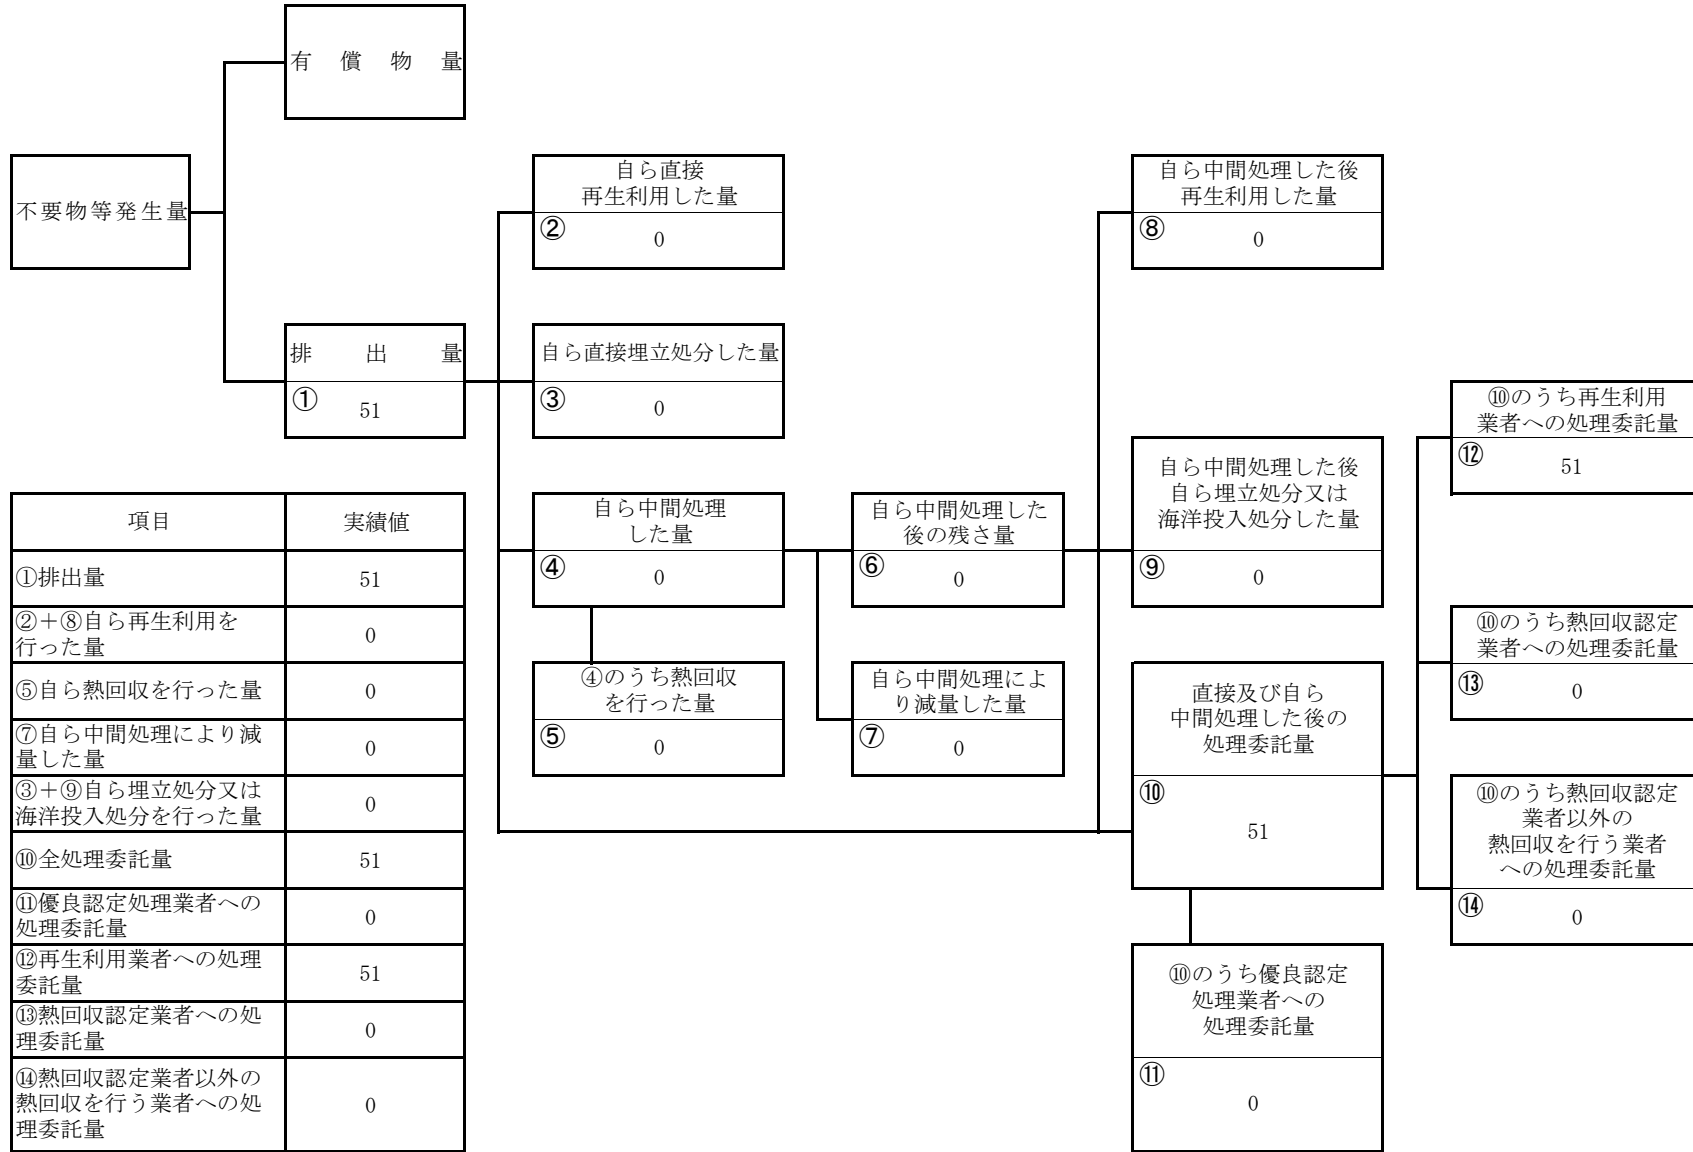 有償物量
不要物等発生量
排出量
①
51
自ら直接
再生利用した量
②
0
自ら直接埋立処分した量
③
0
自ら中間処理
した量
④
0
④のうち熱回収
を行った量
⑤
0
自ら中間処理した
後の残さ量
⑥
0
自ら中間処理によ
り減量した量
⑦
0
自ら中間処理した後
再生利用した量
⑧
0
自ら中間処理した後
自ら埋立処分又は
海洋投入処分した量
⑨
0
直接及び自ら
中間処理した後の
処理委託量
⑩
51
⑩のうち優良認定
処理業者への
処理委託量
⑪
0
⑩のうち再生利用
業者への処理委託量
⑫
51
⑩のうち熱回収認定
業者への処理委託量
⑬
0
⑩のうち熱回収認定
業者以外の
熱回収を行う業者
への処理委託量
⑭
0
項目 実績値
①排出量 51
②+⑧自ら再生利用を
行った量 0
⑤自ら熱回収を行った量 0
⑦自ら中間処理により減
量した量 0
③+⑨自ら埋立処分又は
海洋投入処分を行った量 0
⑩全処理委託量 51
⑪優良認定処理業者への
処理委託量 0
⑫再生利用業者への処理
委託量 51
⑬熱回収認定業者への処
理委託量 0
⑭熱回収認定業者以外の
熱回収を行う業者への処
理委託量 0